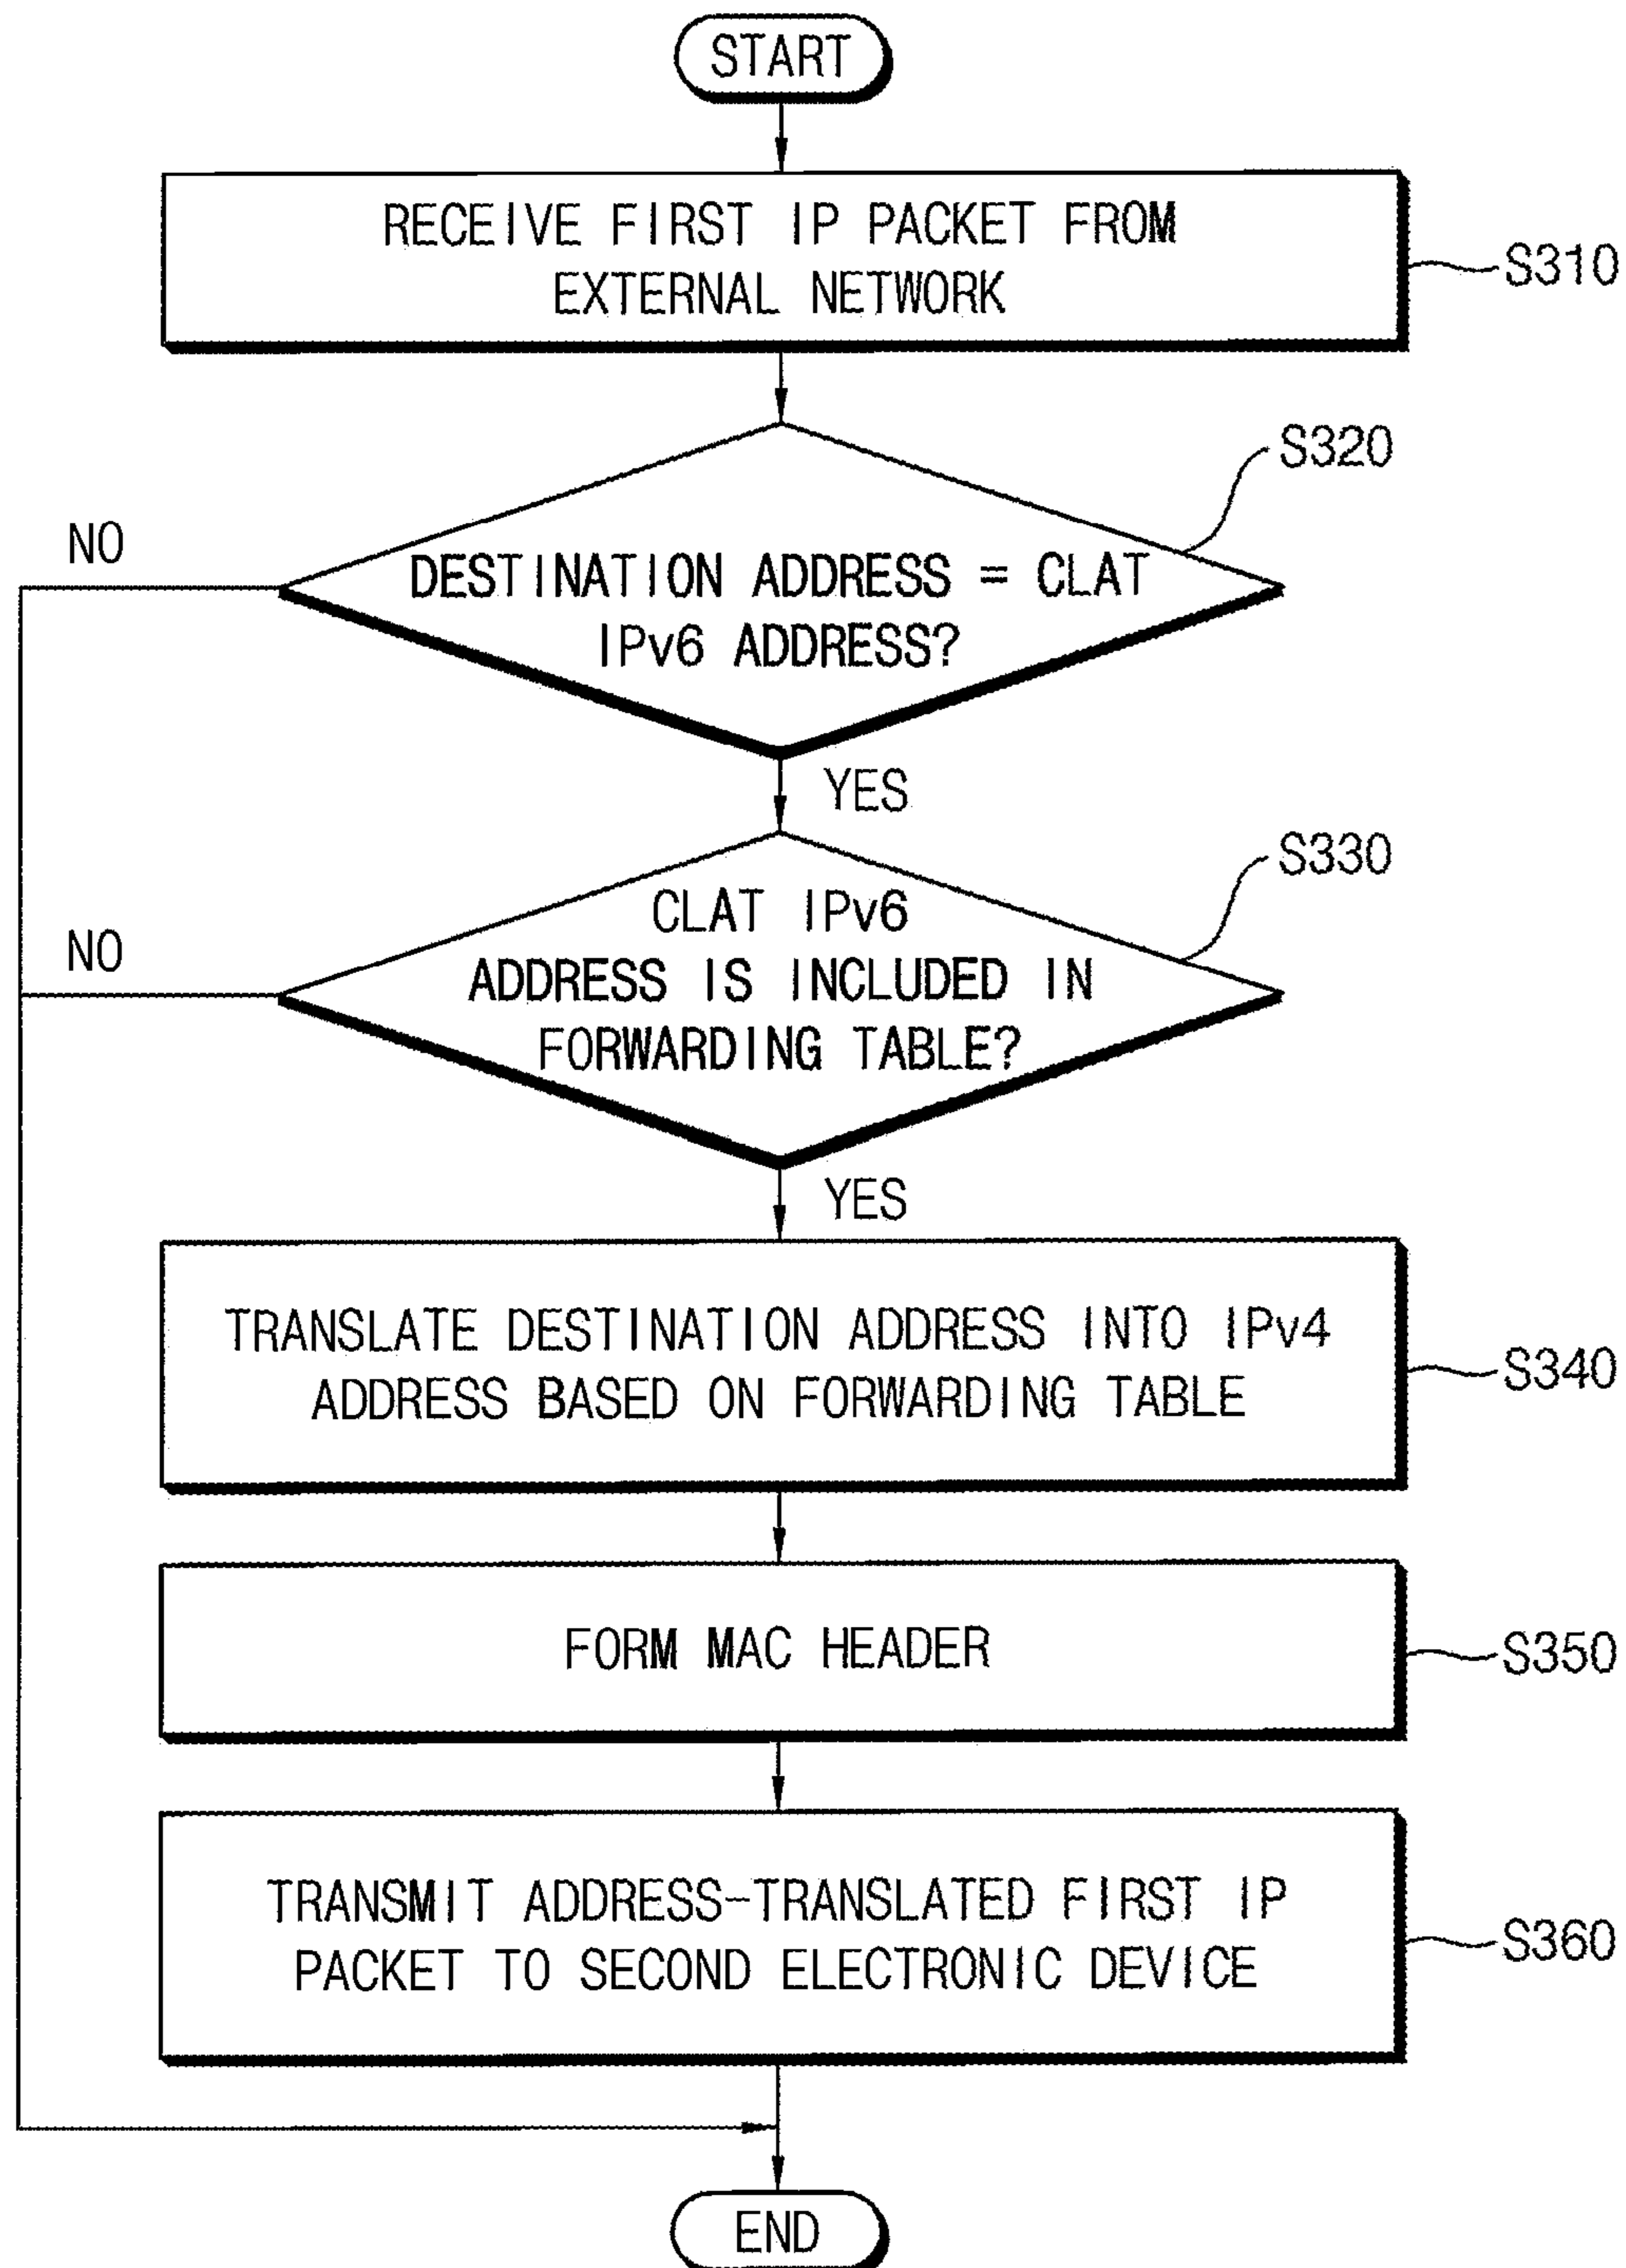 START
RECEIVE FIRST IP PACKET FROM
EXTERNAL NETWORK
S310
S320
NO
DESTINATION ADDRESS = CLAT
IPv6 ADDRESS?
YES
S330
CLAT IPv6
NO
ADDRESS IS INCLUDED IN
FORWARDING TABLE?
YES
TRANSLATE DESTINATION ADDRESS INTO IPv4
ADDRESS BASED ON FORWARDING TABLE
S340
FORM MAC HEADER
S350
TRANSMIT ADDRESS-TRANSLATED FIRST IP
PACKET TO SECOND ELECTRONIC DEVICE
S360
END